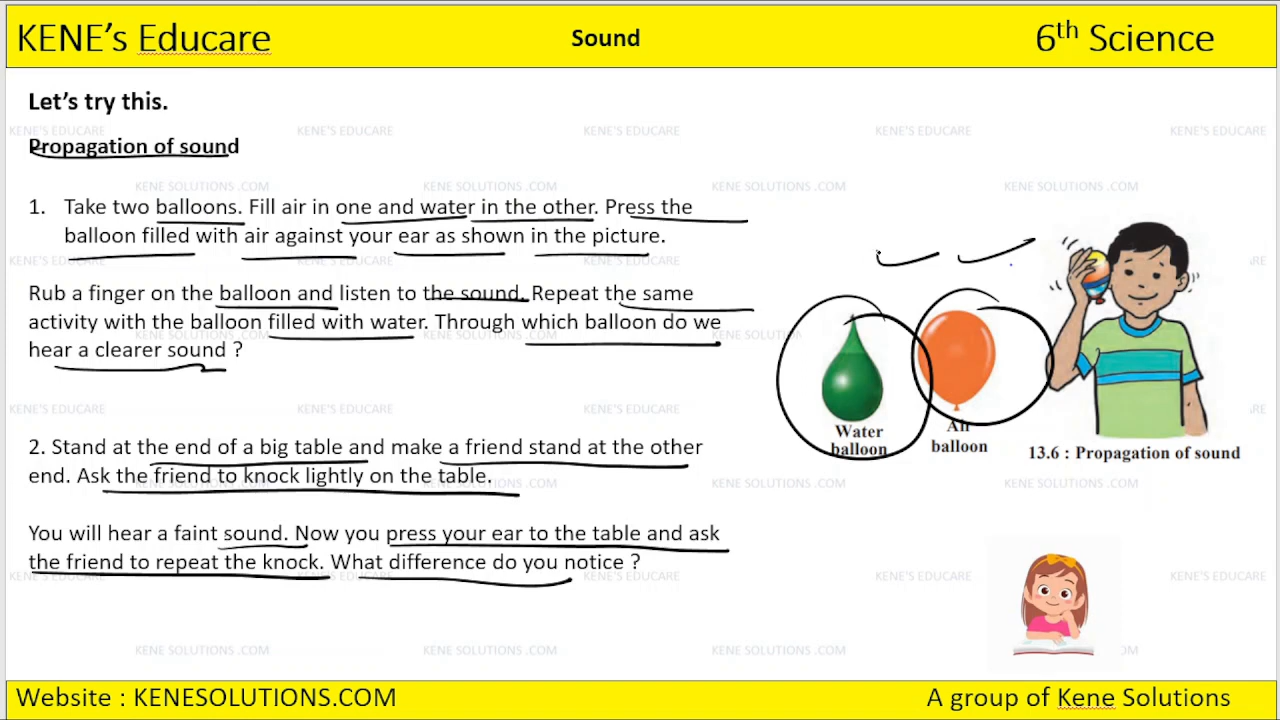 KENE’s Educare
Sound
6th Science
Let’s try this.
Propagation of sound
1. Take two balloons. Fill air in one and water in the other. Press the
balloon filled with air against your ear as shown in the picture.
Rub a finger on the balloon and listen to the sound. Repeat the same
activity with the balloon filled with water. Through which balloon do we
hear a clearer sound ?
Water
balloon
Air
balloon
13.6 : Propagation of sound
2. Stand at the end of a big table and make a friend stand at the other
end. Ask the friend to knock lightly on the table.
You will hear a faint sound. Now you press your ear to the table and ask
the friend to repeat the knock. What difference do you notice ?
KENE'S EDUCARE
KENE SOLUTIONS .COM
Website : KENESOLUTIONS.COM
A group of Kene Solutions